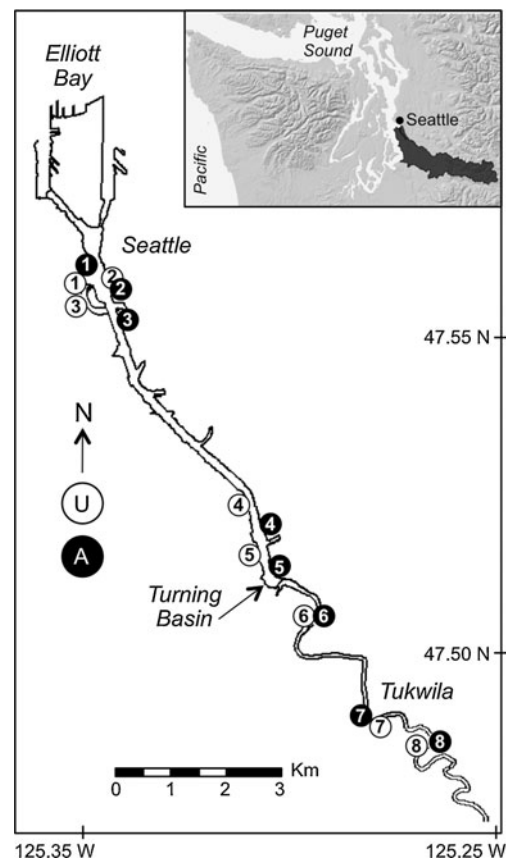 Elliott
Bay
Puget
Sound
Seattle
Pacific
Seattle
1
1
2
2
3
3
47.55 N
N
U
A
4
4
5
5
Turning
Basin
6
6
47.50 N
Tukwila
7
7
8
8
Km
0 1 2 3
125.35 W
125.25 W